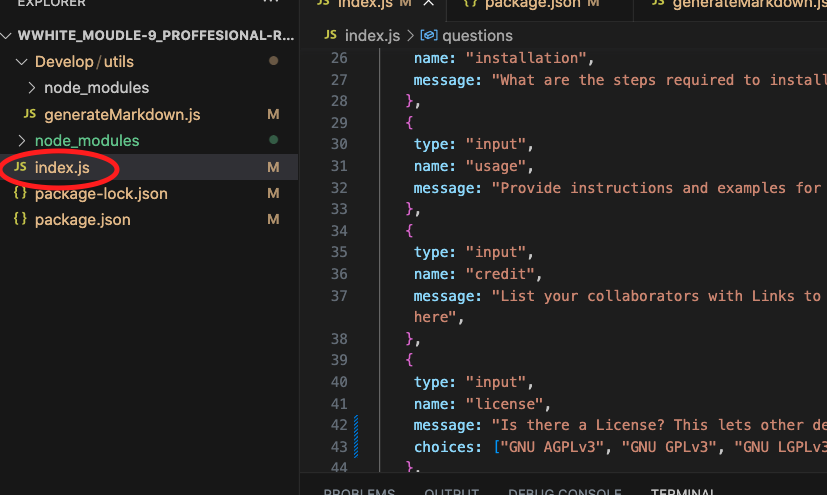 EXPLORER
index.js M
package.json M
JS generateMarkdown.js
WWHITE_MOUDLE-9_PROFFESIONAL-R...
JS index.js > questions
Develop / utils
node_modules
JS generateMarkdown.js M
node_modules
JS index.js M
{} package-lock.json M
{} package.json M
26 name: "installation",
27 message: "What are the steps required to install
28 },
29 {
30 type: "input",
31 name: "usage",
32 message: "Provide instructions and examples for
33 },
34 {
35 type: "input",
36 name: "credit",
37 message: "List your collaborators with Links to
here",
38 },
39 {
40 type: "input",
41 name: "license",
42 message: "Is there a License? This lets other de
43 choices: ["GNU AGPLv3", "GNU GPLv3", "GNU LGPLv3
44 },
PROBLEMS OUTPUT DEBUG CONSOLE TERMINAL